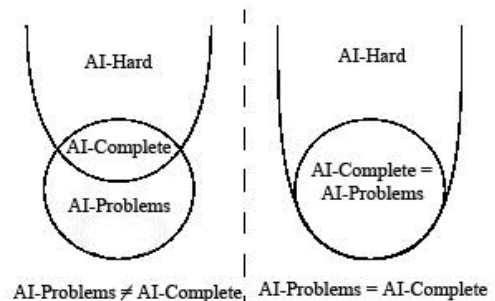 AI-Hard
AI-Complete
AI-Problems
AI-Problems ≠ AI-Complete
AI-Hard
AI-Complete =
AI-Problems
AI-Problems = AI-Complete